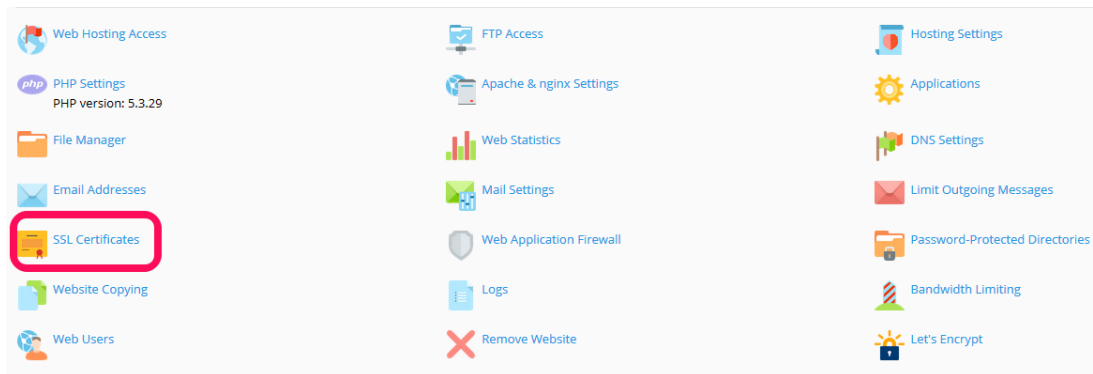 Web Hosting Access
FTP Access
Hosting Settings
php
PHP Settings
PHP version: 5.3.29
Apache & nginx Settings
Applications
File Manager
Web Statistics
DNS Settings
Email Addresses
Mail Settings
Limit Outgoing Messages
SSL Certificates
Web Application Firewall
Password-Protected Directories
Website Copying
Logs
Bandwidth Limiting
Web Users
Remove Website
Let's Encrypt